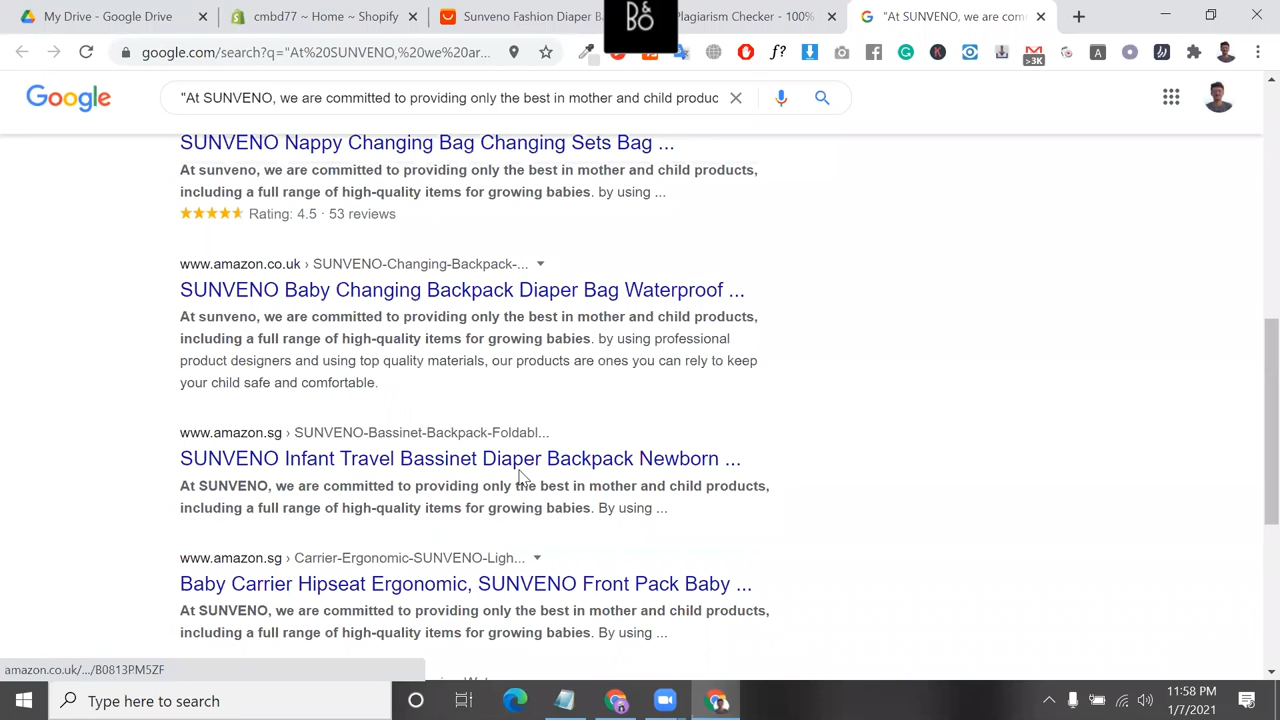 My Drive - Google Drive
cmbd77 ~ Home ~ Shopify
Sunveno Fashion Diaper Ba
Plagiarism Checker - 100%
"At SUNVENO, we are com
google.com/search?q="At%20SUNVENO,%20we%20ar...
>3K
Google
"At SUNVENO, we are committed to providing only the best in mother and child produc
SUNVENO Nappy Changing Bag Changing Sets Bag ...
At sunveno, we are committed to providing only the best in mother and child products,
including a full range of high-quality items for growing babies. by using ...
Rating: 4.5 · 53 reviews
www.amazon.co.uk › SUNVENO-Changing-Backpack-...
SUNVENO Baby Changing Backpack Diaper Bag Waterproof ...
At sunveno, we are committed to providing only the best in mother and child products,
including a full range of high-quality items for growing babies. by using professional
product designers and using top quality materials, our products are ones you can rely to keep
your child safe and comfortable.
www.amazon.sg › SUNVENO-Bassinet-Backpack-Foldabl...
SUNVENO Infant Travel Bassinet Diaper Backpack Newborn ...
At SUNVENO, we are committed to providing only the best in mother and child products,
including a full range of high-quality items for growing babies. By using ...
www.amazon.sg › Carrier-Ergonomic-SUNVENO-Ligh...
Baby Carrier Hipseat Ergonomic, SUNVENO Front Pack Baby ...
At SUNVENO, we are committed to providing only the best in mother and child products,
including a full range of high-quality items for growing babies. By using ...
amazon.co.uk/.../B0813PM5ZF
Type here to search
11:58 PM
1/7/2021